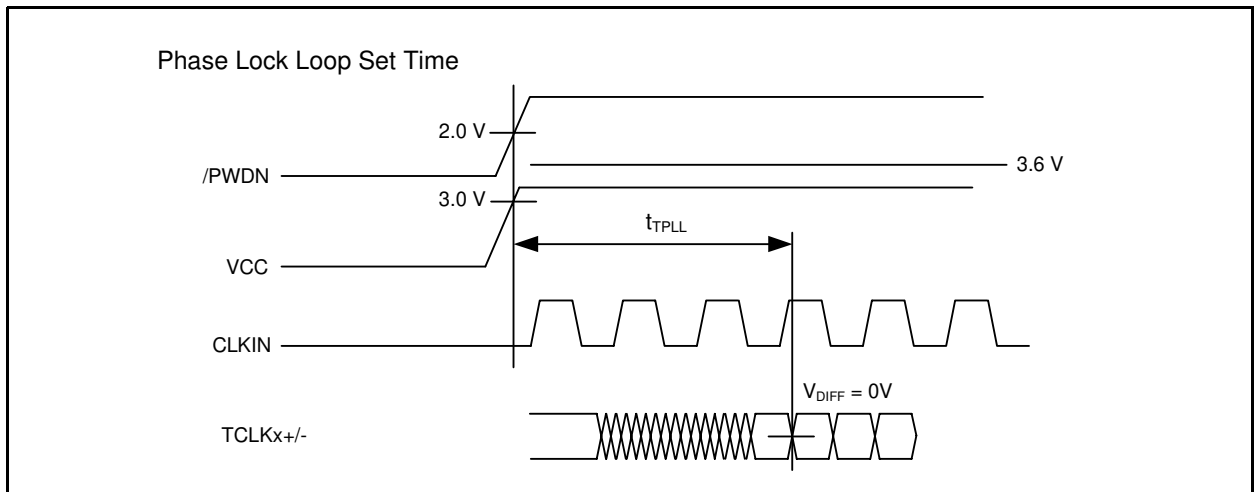 Phase Lock Loop Set Time
2.0 V
/PWDN
3.6 V
3.0 V
tTPLL
VCC
CLKIN
VDIFF = 0V
TCLKx+/-